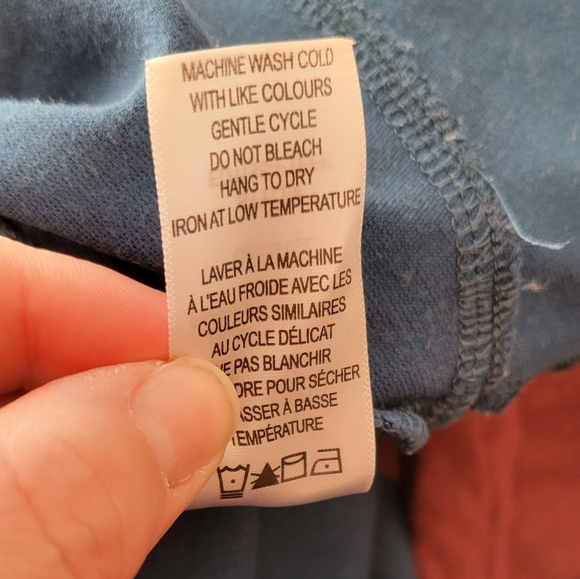 MACHINE WASH COLD
WITH LIKE COLOURS
GENTLE CYCLE
DO NOT BLEACH
HANG TO DRY
IRON AT LOW TEMPERATURE
LAVER À LA MACHINE
À L'EAU FROIDE AVEC LES
COULEURS SIMILAIRES
AU CYCLE DÉLICAT
PAS BLANCHIR
POUR SÉCHER
À BASSE
TEMPÉRATURE